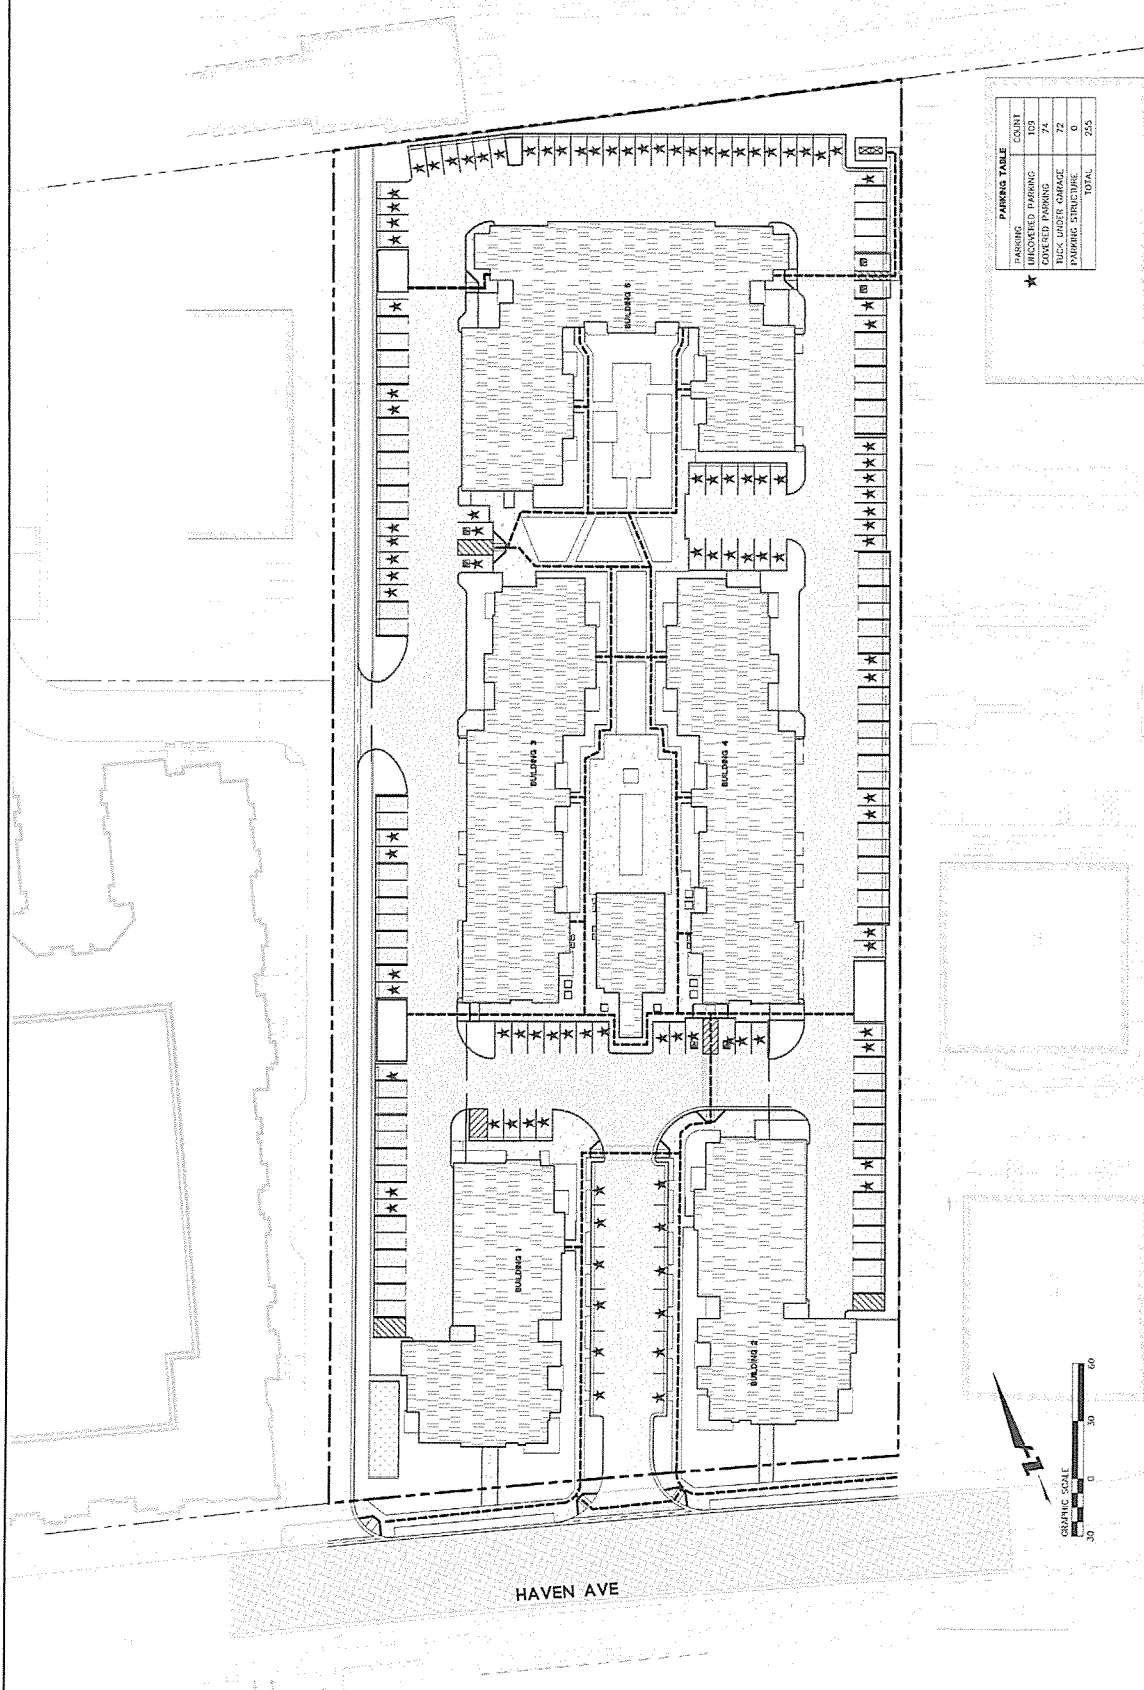 PARKING TABLE
PARKING COUNT
★ UNCOVERED PARKING 109
COVERED PARKING 74
TUCK UNDER GARAGE 72
PARKING STRUCTURE 0
TOTAL 255
BUILDING 5
BUILDING 3
BUILDING 4
BUILDING 1
BUILDING 2
HAVEN AVE
GRAPHIC SCALE
30 0 30 60